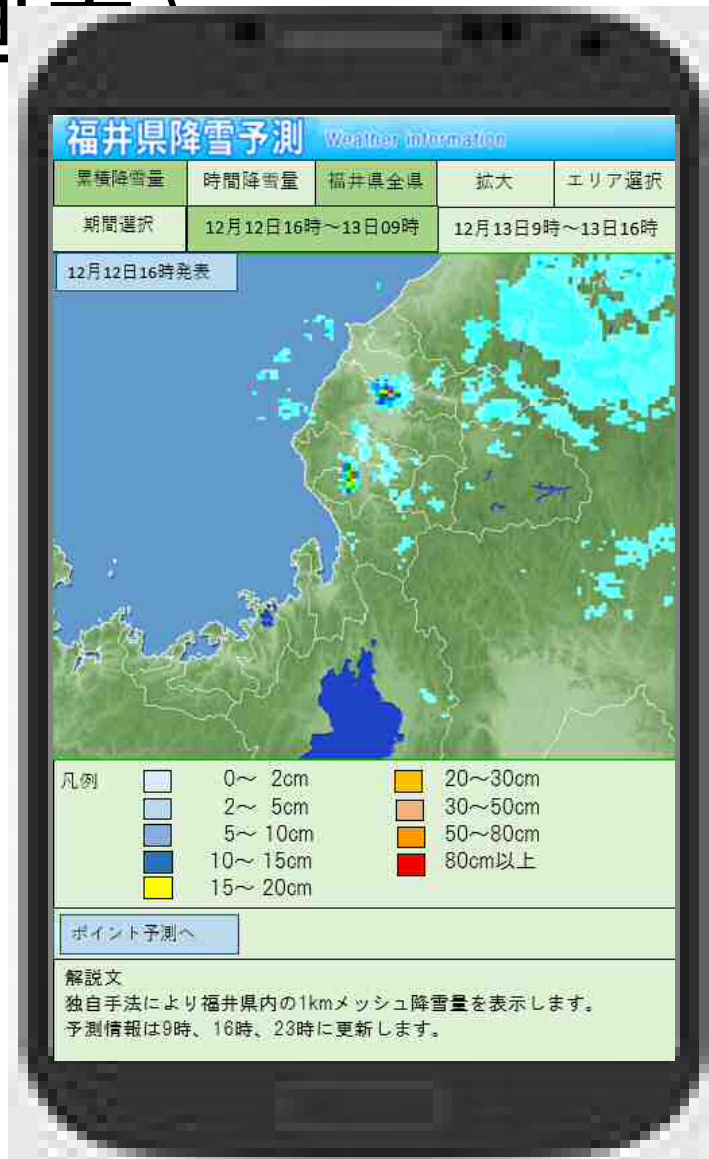 福井県降雪予測 Weather information
累積降雪量 時間降雪量 福井県全県 拡大 エリア選択
期間選択 12月12日16時～13日09時 12月13日9時～13日16時
12月12日16時発表
凡例 0～ 2cm 20～30cm
2～ 5cm 30～50cm
5～ 10cm 50～80cm
10～ 15cm 80cm以上
15～ 20cm
ポイント予測へ
解説文
独自手法により福井県内の1kmメッシュ降雪量を表示します。
予測情報は9時、16時、23時に更新します。